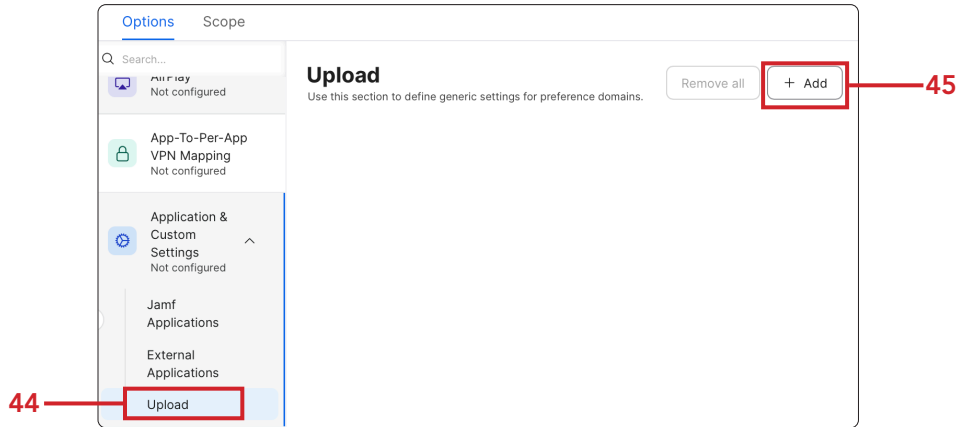 Options Scope
Search...
AirPlay
Not configured
App-To-Per-App
VPN Mapping
Not configured
Application &
Custom
Settings
Not configured
Jamf
Applications
External
Applications
44
Upload
Upload
Use this section to define generic settings for preference domains.
Remove all
+ Add
45